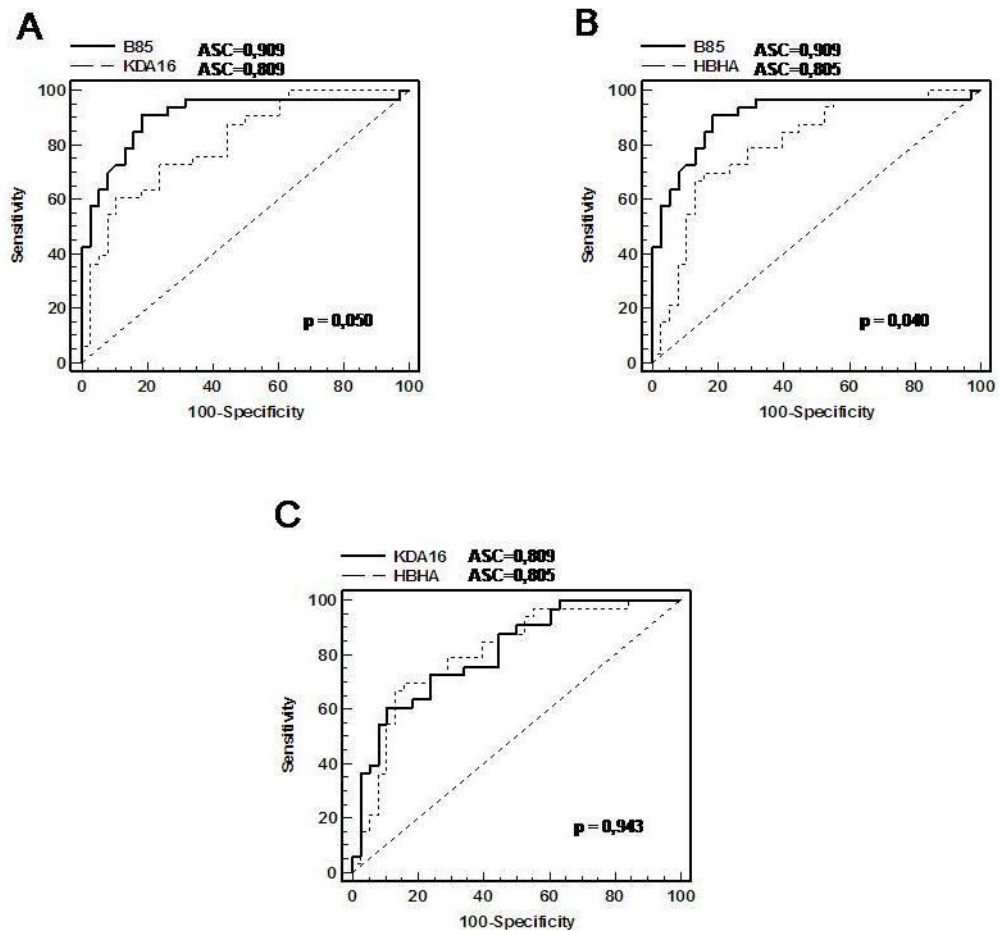 A
B85 ASC=0,909
KDA16 ASC=0,809
100
80
60
40
20
0
Sensitivity
p = 0,050
0 20 40 60 80 100
100-Specificity
B
B85 ASC=0,909
HBHA ASC=0,805
100
80
60
40
20
0
Sensitivity
p = 0,040
0 20 40 60 80 100
100-Specificity
C
KDA16 ASC=0,809
HBHA ASC=0,805
100
80
60
40
20
0
Sensitivity
p = 0,943
0 20 40 60 80 100
100-Specificity